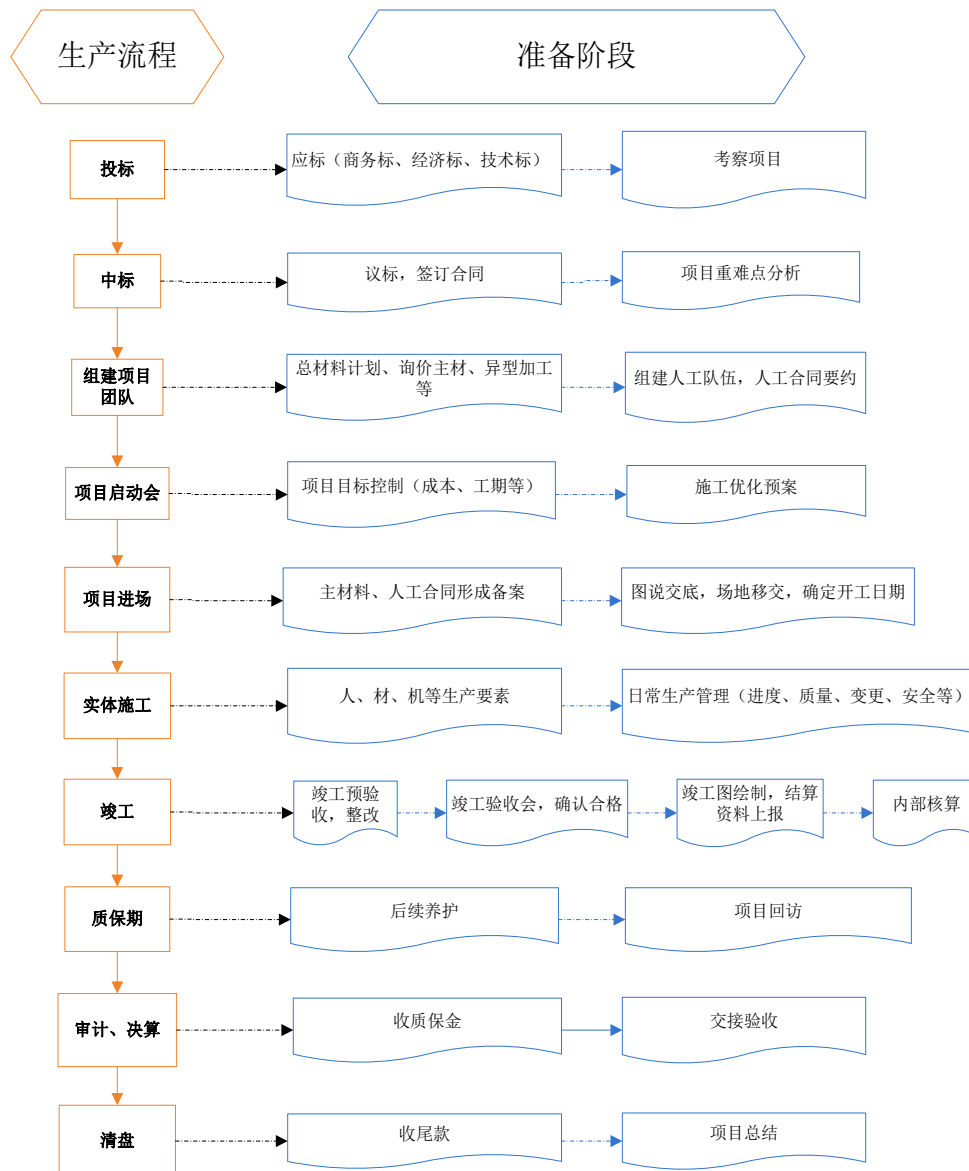 生产流程
准备阶段
投标
应标（商务标、经济标、技术标）
考察项目
中标
议标，签订合同
项目重难点分析
组建项目
团队
总材料计划、询价主材、异型加工
等
组建人工队伍，人工合同要约
项目启动会
项目目标控制（成本、工期等）
施工优化预案
项目进场
主材料、人工合同形成备案
图说交底，场地移交，确定开工日期
实体施工
人、材、机等生产要素
日常生产管理（进度、质量、变更、安全等）
竣工
竣工预验
收，整改
竣工验收会，确认合格
竣工图绘制，结算
资料上报
内部核算
质保期
后续养护
项目回访
审计、决算
收质保金
交接验收
清盘
收尾款
项目总结